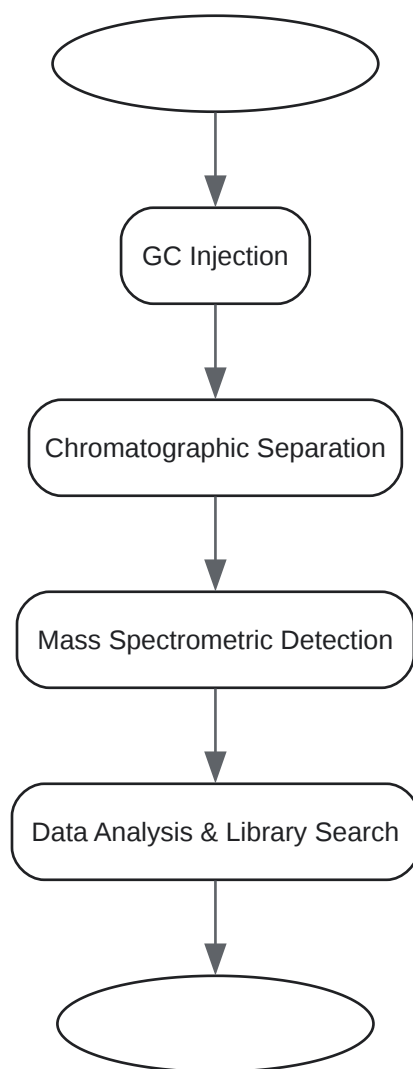 GC Injection
Chromatographic Separation
Mass Spectrometric Detection
Data Analysis & Library Search